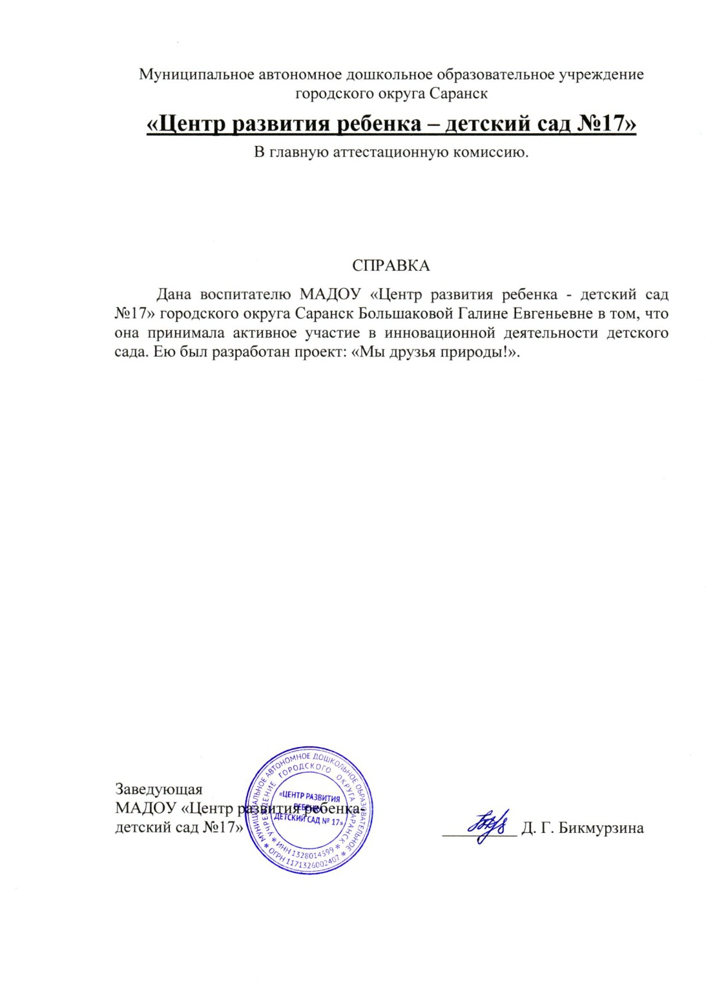 Муниципальное автономное дошкольное образовательное учреждение
городского округа Саранск
«Центр развития ребенка – детский сад №17»
В главную аттестационную комиссию.
СПРАВКА
Дана воспитателю МАДОУ «Центр развития ребенка - детский сад
№17» городского округа Саранск Большаковой Галине Евгеньевне в том, что
она принимала активное участие в инновационной деятельности детского
сада. Ею был разработан проект: «Мы друзья природы!».
Заведующая
МАДОУ «Центр развития ребенка-
детский сад №17»
Д. Г. Бикмурзина
МУНИЦИПАЛЬНОЕ АВТОНОМНОЕ ДОШКОЛЬНОЕ ОБРАЗОВАТЕЛЬНОЕ
УЧРЕЖДЕНИЕ ГОРОДСКОГО ОКРУГА САРАНСК
«ЦЕНТР РАЗВИТИЯ
РЕБЕНКА
ДЕТСКИЙ САД № 17»
ИНН 1328014599
ОГРН 1171326002407